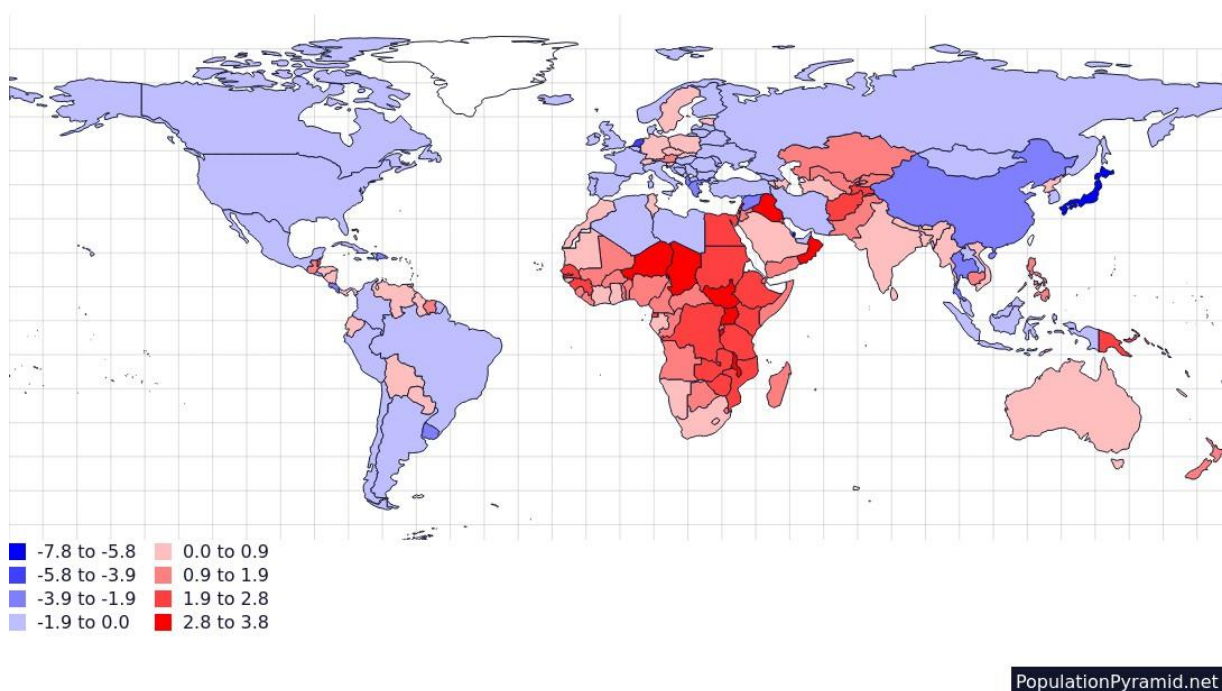 -7.8 to -5.8
-5.8 to -3.9
-3.9 to -1.9
-1.9 to 0.0
0.0 to 0.9
0.9 to 1.9
1.9 to 2.8
2.8 to 3.8
PopulationPyramid.net